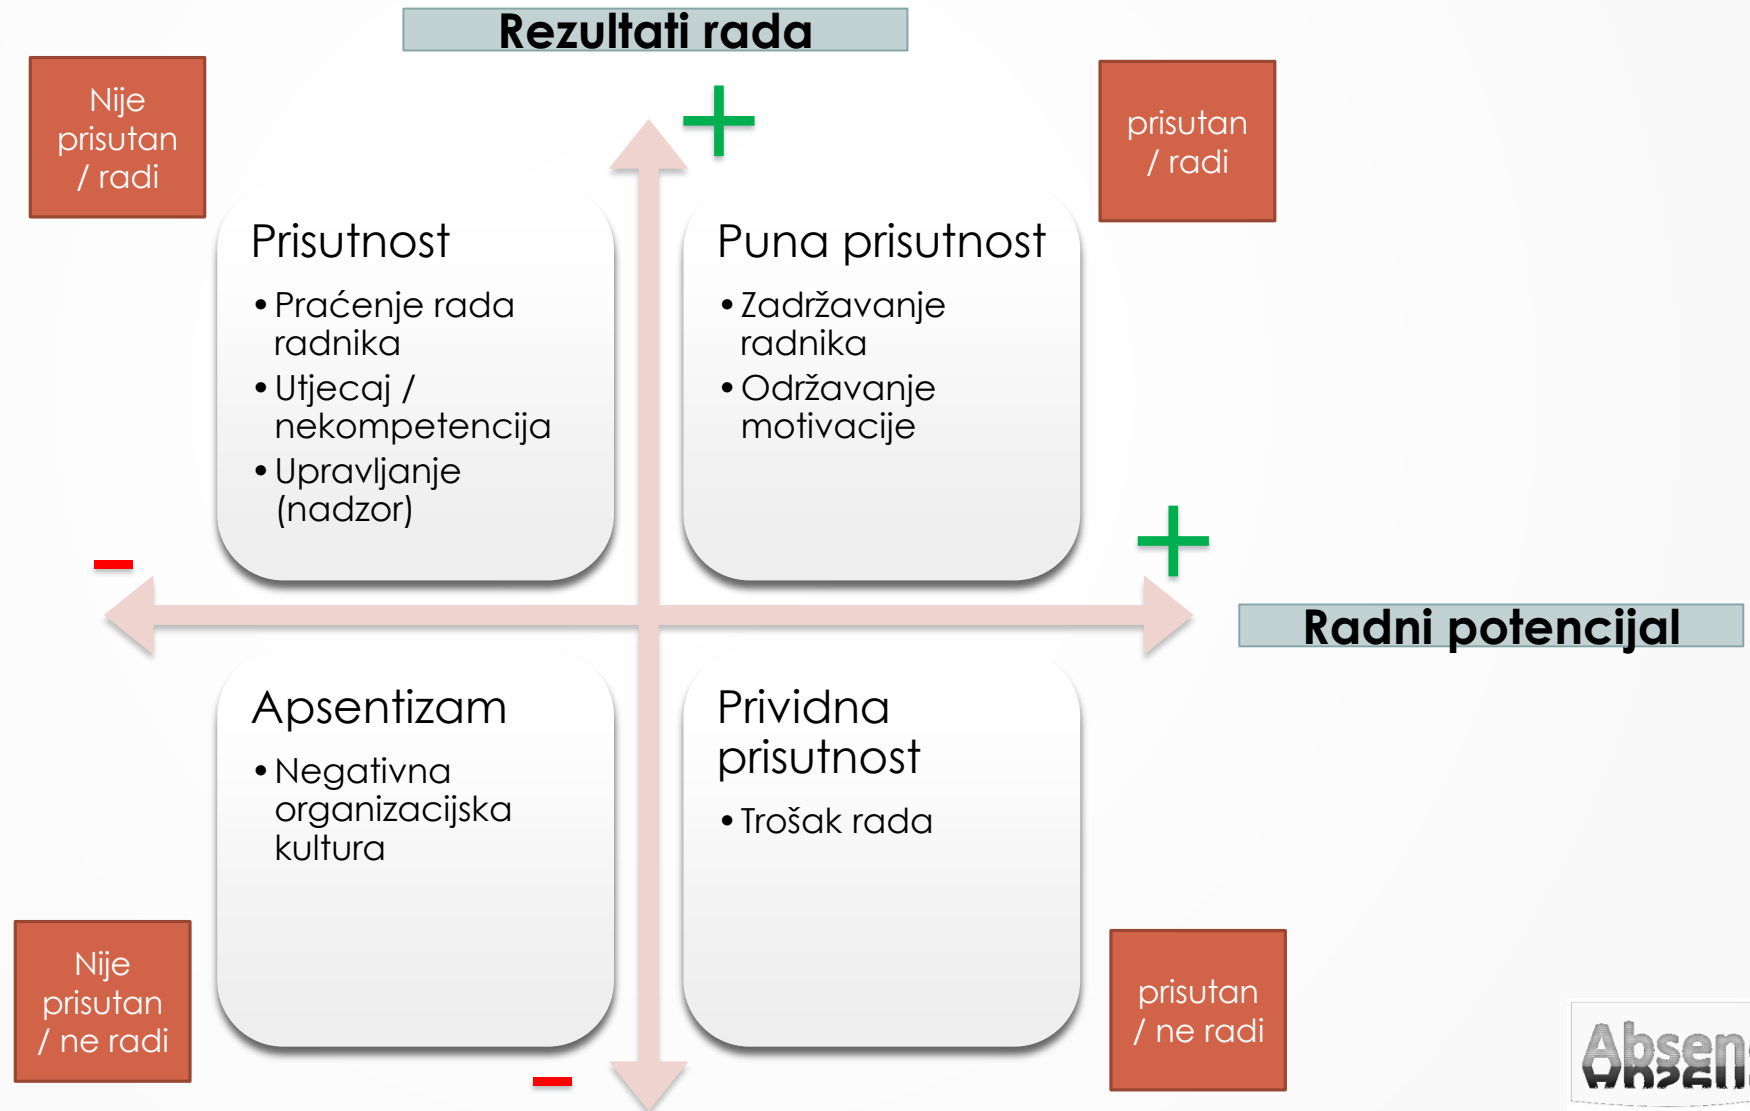 Rezultati rada
Nije
prisutan
/ radi
+
prisutan
/ radi
Prisutnost
• Praćenje rada
radnika
• Utjecaj /
nekompetencija
• Upravljanje
(nadzor)
Puna prisutnost
• Zadržavanje
radnika
• Održavanje
motivacije
-
+
Radni potencijal
Apsentizam
• Negativna
organizacijska
kultura
Prividna
prisutnost
• Trošak rada
Nije
prisutan
/ ne radi
-
prisutan
/ ne radi